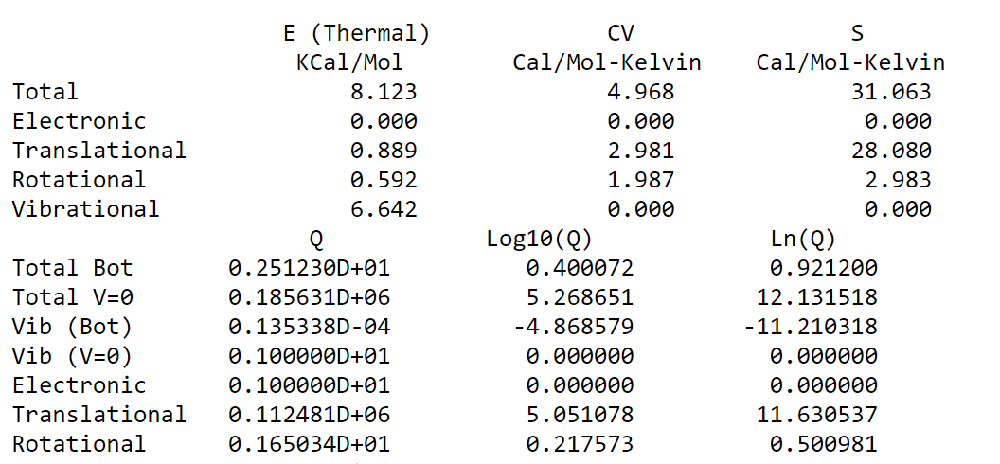 E (Thermal) CV S
KCal/Mol Cal/Mol-Kelvin Cal/Mol-Kelvin
Total 8.123 4.968 31.063
Electronic 0.000 0.000 0.000
Translational 0.889 2.981 28.080
Rotational 0.592 1.987 2.983
Vibrational 6.642 0.000 0.000
Q Log10(Q) Ln(Q)
Total Bot 0.251230D+01 0.400072 0.921200
Total V=0 0.185631D+06 5.268651 12.131518
Vib (Bot) 0.135338D-04 -4.868579 -11.210318
Vib (V=0) 0.100000D+01 0.000000 0.000000
Electronic 0.100000D+01 0.000000 0.000000
Translational 0.112481D+06 5.051078 11.630537
Rotational 0.165034D+01 0.217573 0.500981